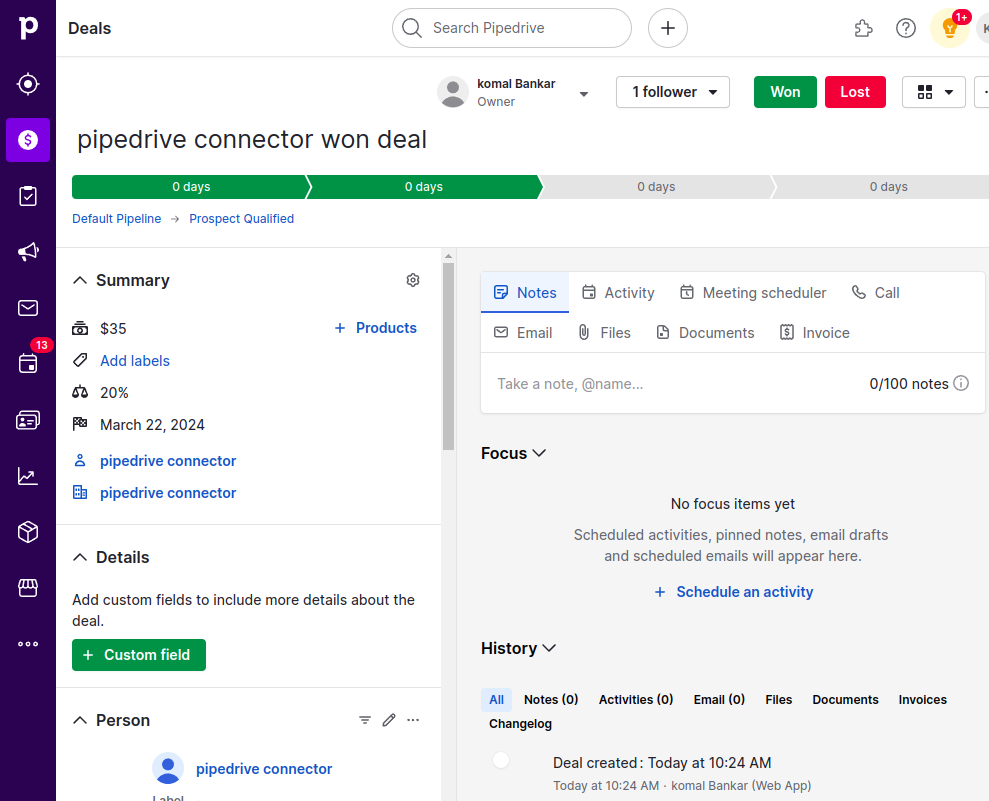 Deals
Search Pipedrive
1+
K
komal Bankar
Owner
1 follower
Won
Lost
pipedrive connector won deal
0 days 0 days 0 days 0 days
Default Pipeline → Prospect Qualified
Summary
$35
+ Products
Add labels
20%
March 22, 2024
pipedrive connector
pipedrive connector
Details
Add custom fields to include more details about the
deal.
+ Custom field
Person
pipedrive connector
Label
13
Notes Activity Meeting scheduler Call
Email Files Documents Invoice
Take a note, @name...
0/100 notes
Focus
No focus items yet
Scheduled activities, pinned notes, email drafts
and scheduled emails will appear here.
+ Schedule an activity
History
All Notes (0) Activities (0) Email (0) Files Documents Invoices
Changelog
Deal created: Today at 10:24 AM
Today at 10:24 AM · komal Bankar (Web App)